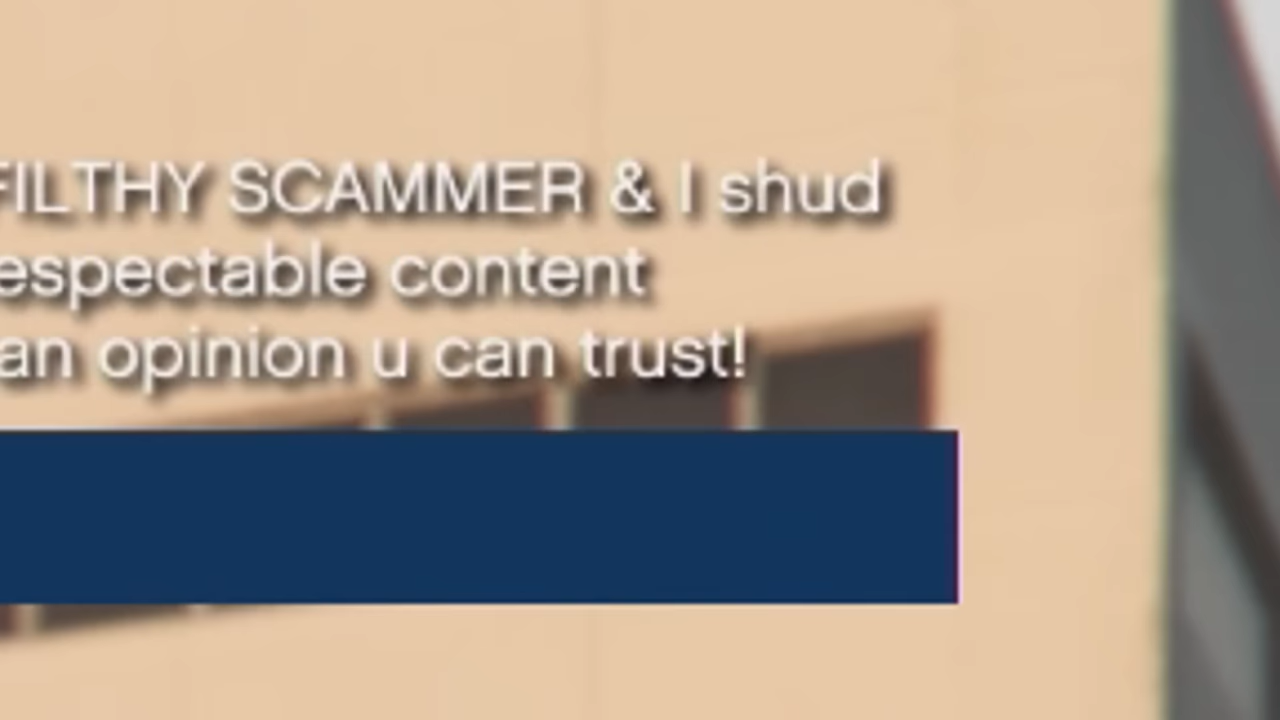 FILTHY SCAMMER & I shud
espectable content
an opinion u can trust!